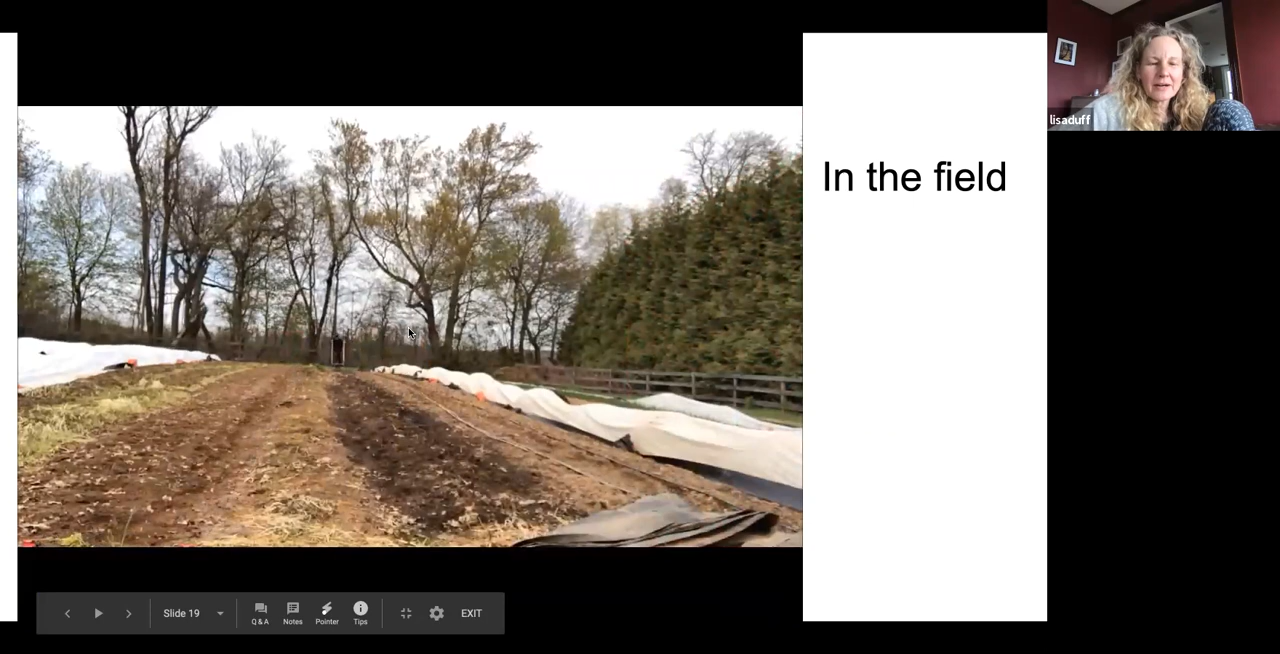 In the field
lisaduff
Slide 19
Q & A
Notes
Pointer
Tips
EXIT